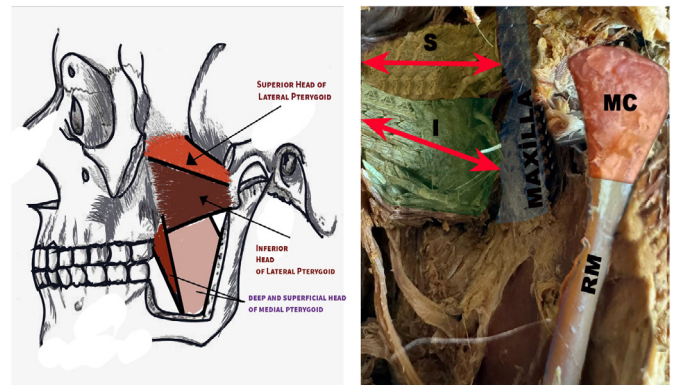 Superior Head of
Lateral Pterygoid
Inferior
Head
of Lateral Pterygoid
Deep and superficial head
of medial pterygoid
S
I
MAXILLA
MC
RM